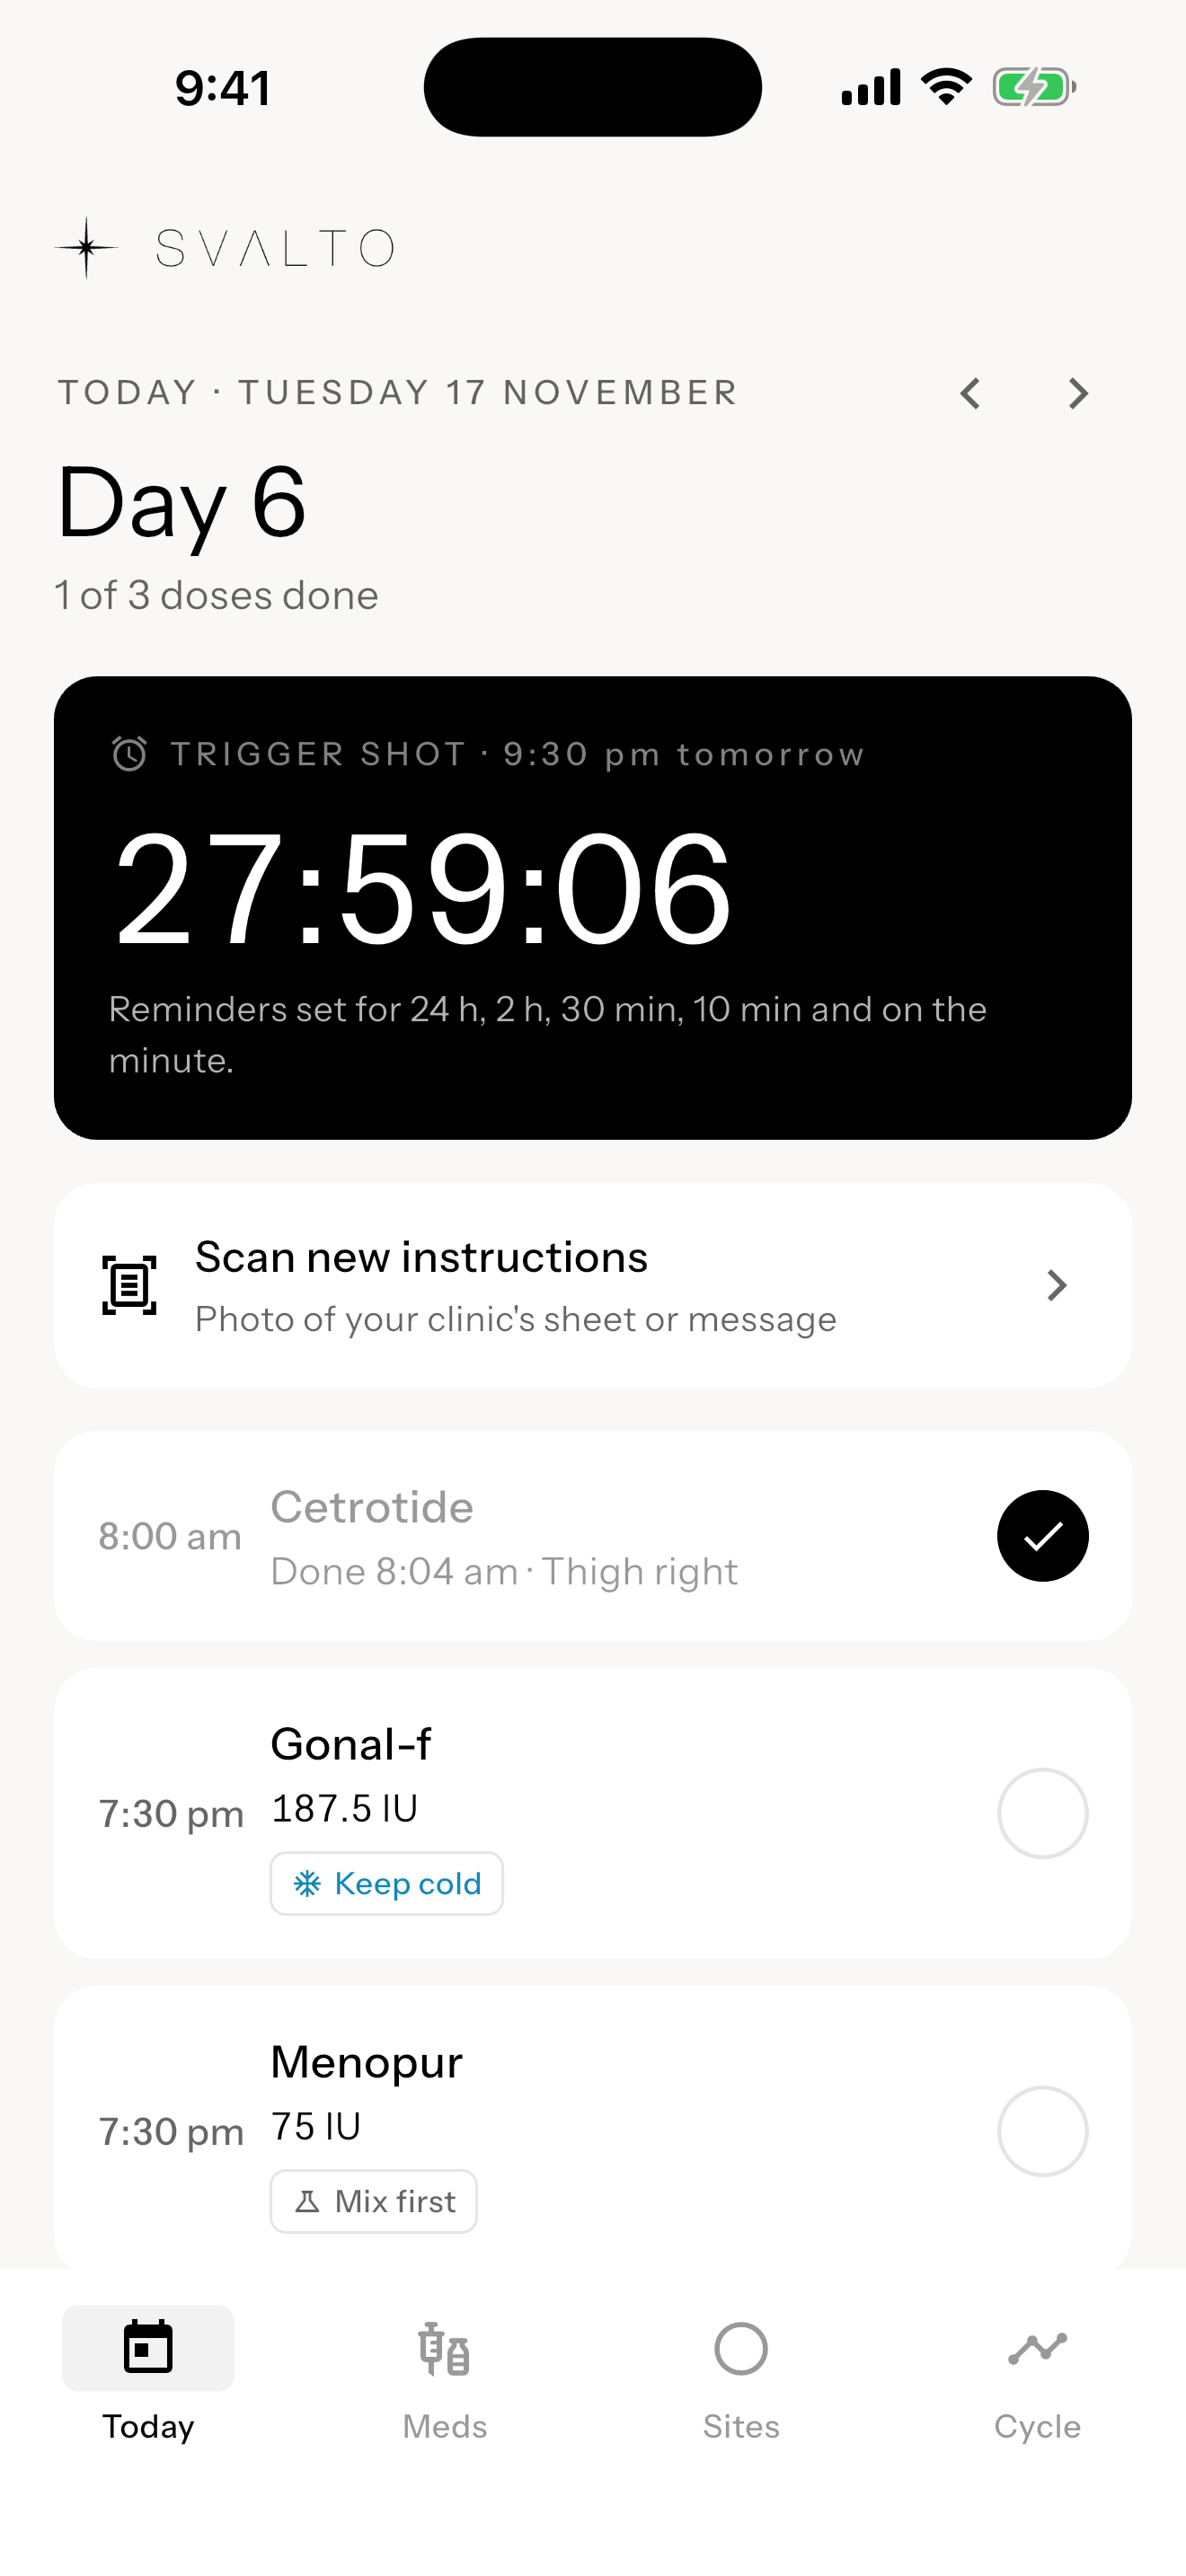 9:41
SVALTO
TODAY · TUESDAY 17 NOVEMBER
Day 6
1 of 3 doses done
TRIGGER SHOT · 9:30 pm tomorrow
27:59:06
Reminders set for 24 h, 2 h, 30 min, 10 min and on the
minute.
Scan new instructions
Photo of your clinic's sheet or message
8:00 am
Cetrotide
Done 8:04 am · Thigh right
Gonal-f
7:30 pm
187.5 IU
Keep cold
Menopur
7:30 pm
75 IU
Mix first
Today
Meds
Sites
Cycle